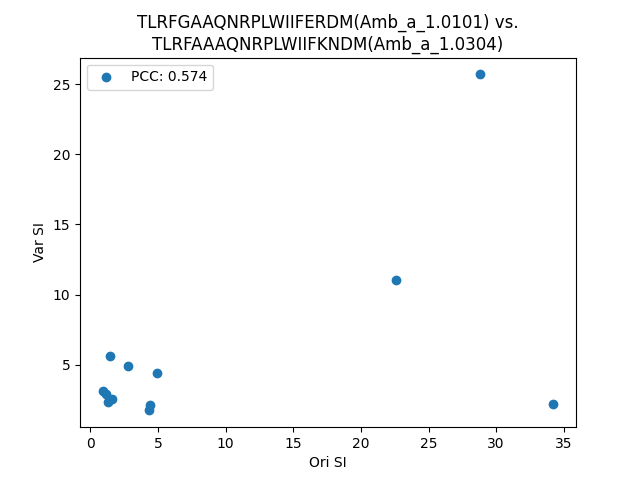 TLRFGAAQNRPLWIIFERDM(Amb_a_1.0101) vs.
TLRFAAAQNRPLWIIFKNDM(Amb_a_1.0304)
PCC: 0.574
25
20
15
10
5
Var SI
0 5 10 15 20 25 30 35
Ori SI